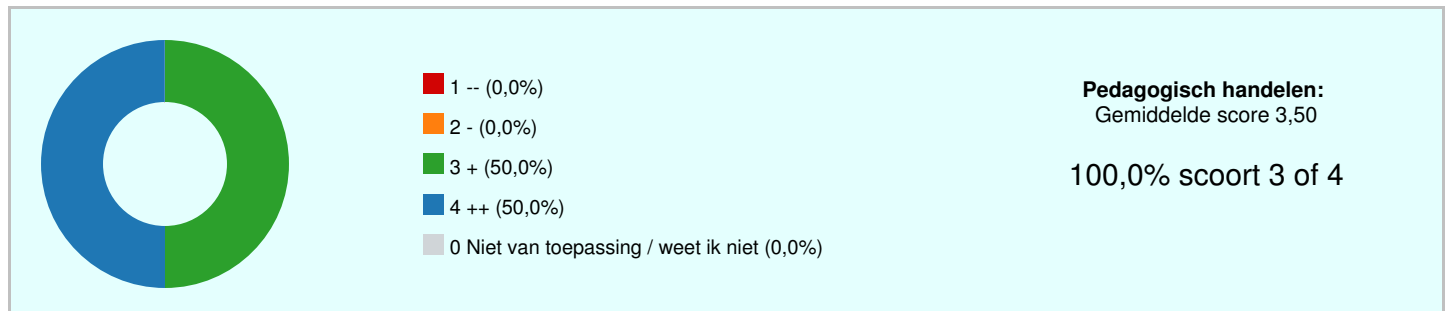 1 -- (0,0%)
2 - (0,0%)
3 + (50,0%)
4 ++ (50,0%)
0 Niet van toepassing / weet ik niet (0,0%)
Pedagogisch handelen:
Gemiddelde score 3,50
100,0% scoort 3 of 4